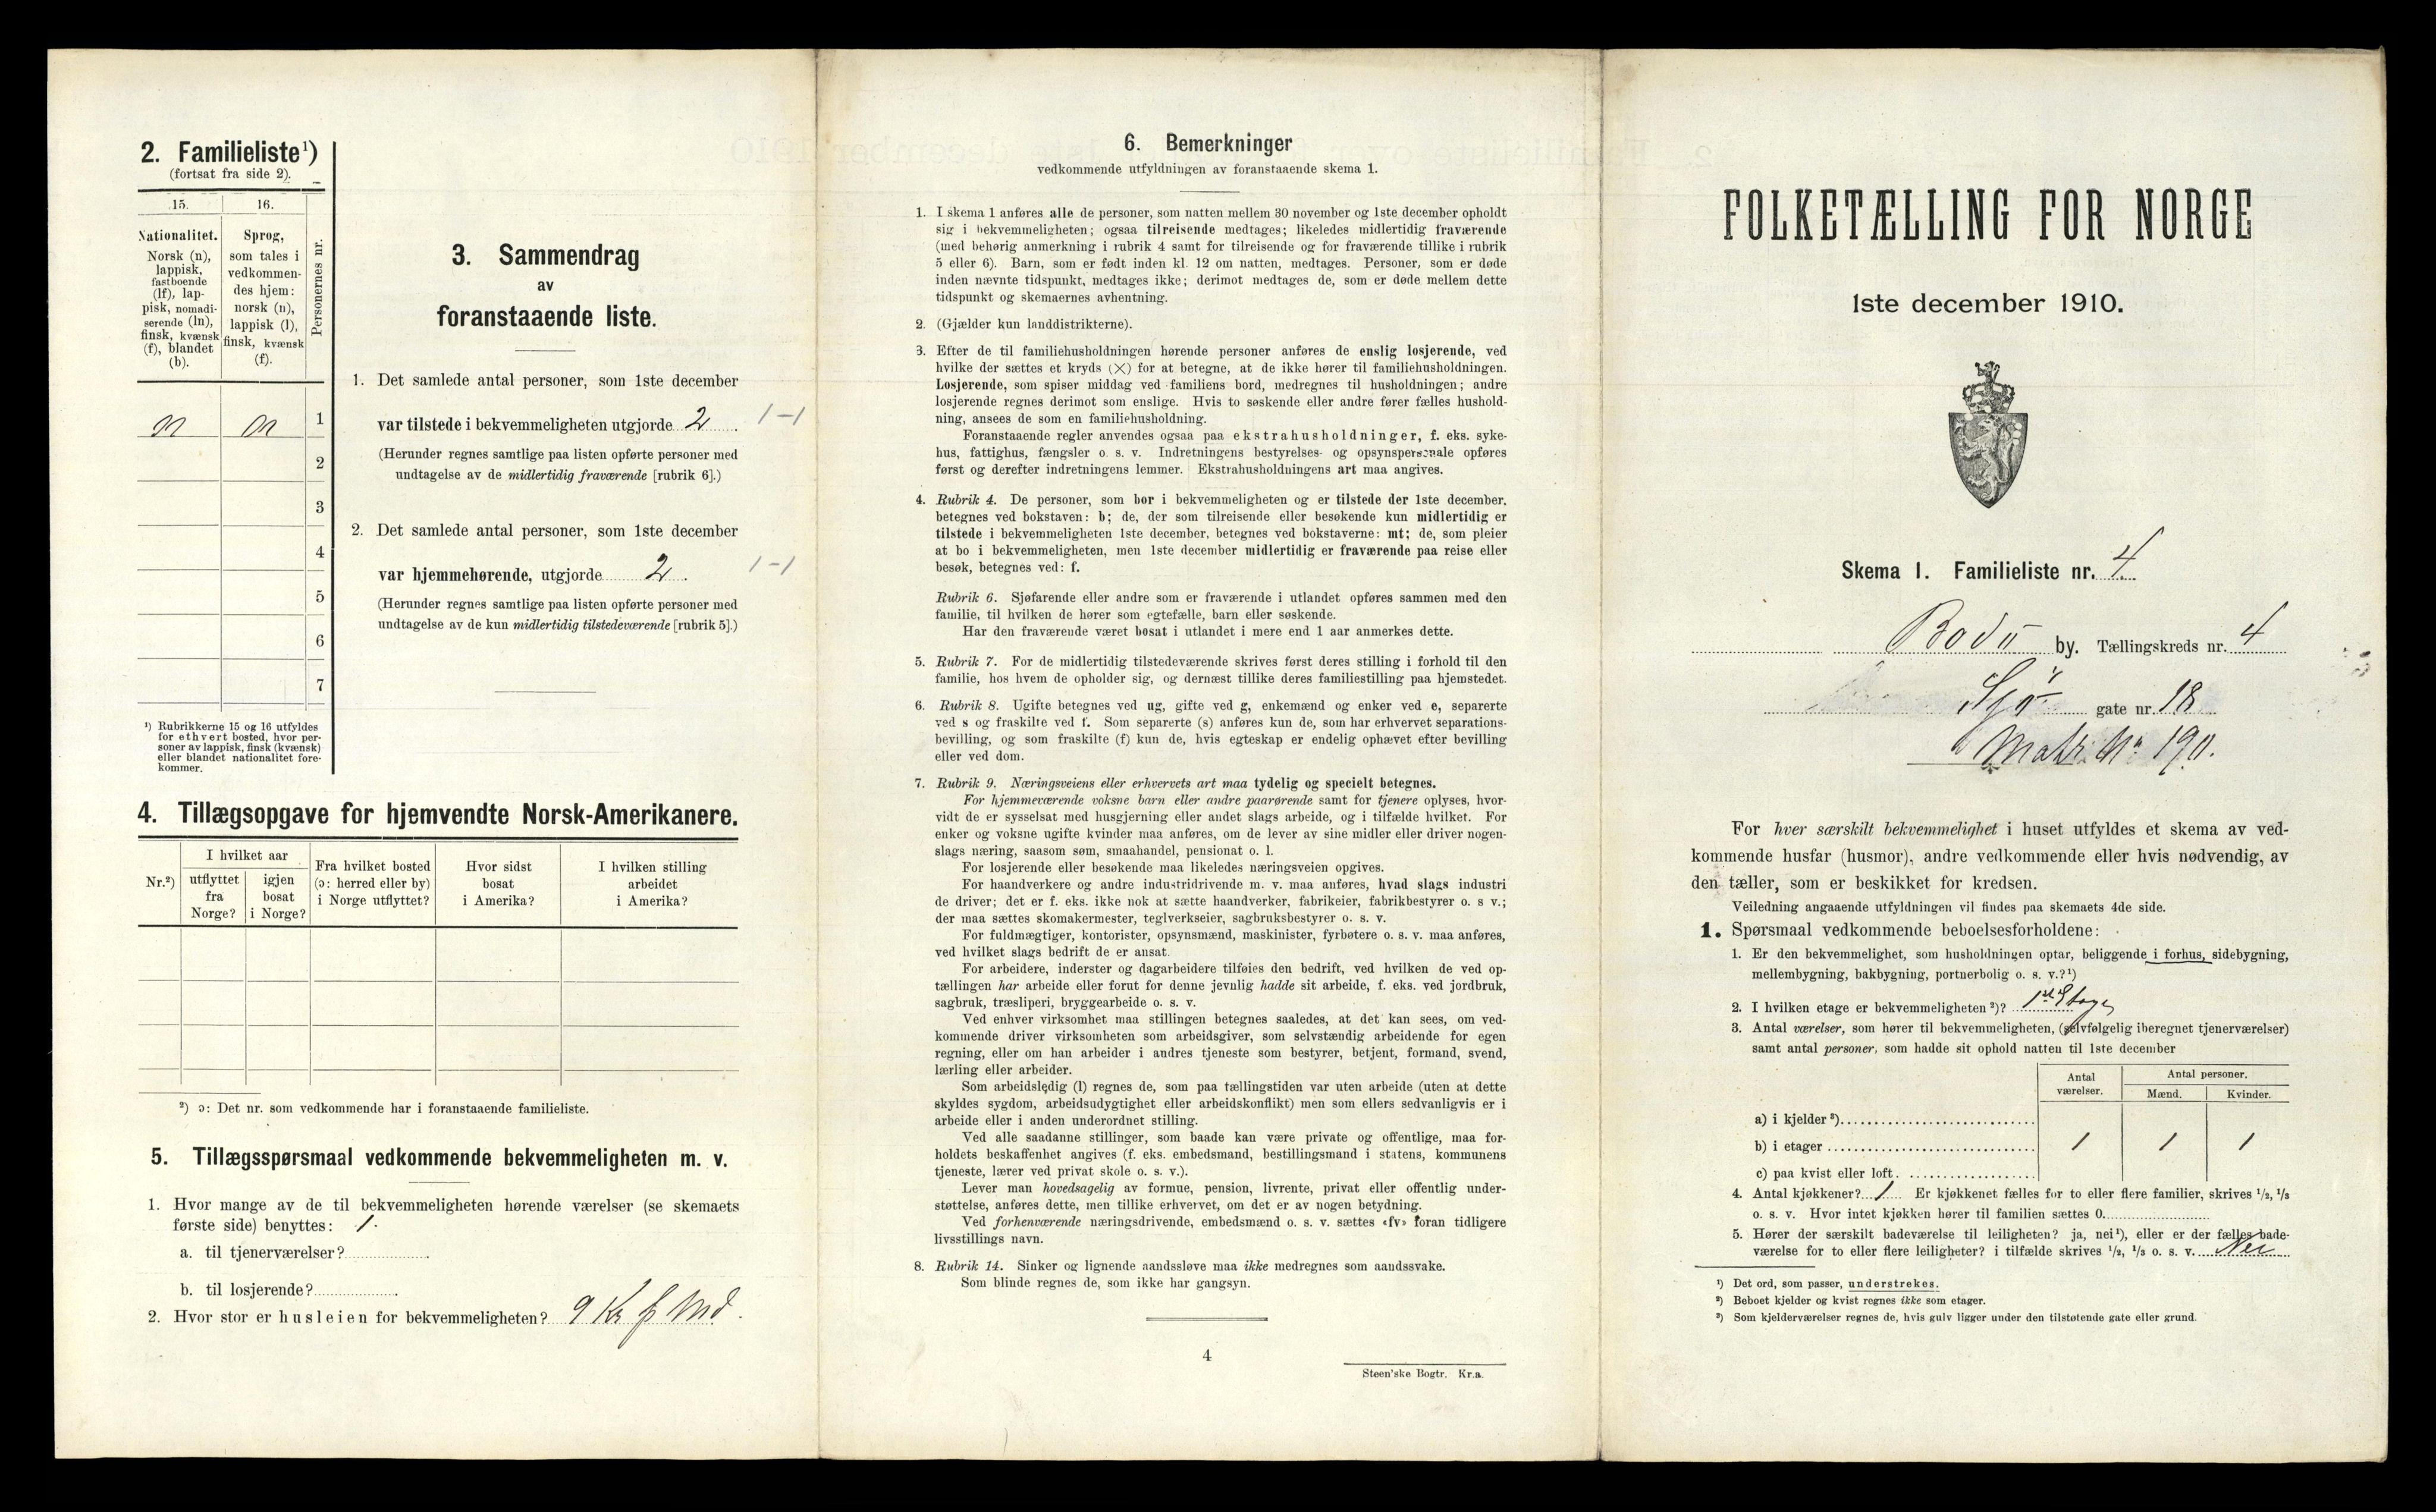 2. Familieliste¹)
(fortsat fra side 2).
15.
16.
Personernes nr.
Nationalitet.
Norsk (n),
lappisk,
fastboende
(lf), lap-
pisk, nomadi-
serende (ln),
finsk, kvænsk
(f), blandet
(b).
Sprog,
som tales i
vedkommen-
des hjem:
norsk (n),
lappisk (l),
finsk, kvænsk
(f).
n n 1
2
3
4
5
6
7
¹) Rubrikkerne 15 og 16 utfyldes
for ethvert bosted, hvor per-
soner av lappisk, finsk (kvænsk)
eller blandet nationalitet fore-
kommer.
3. Sammendrag
av
foranstaaende liste.
1. Det samlede antal personer, som 1ste december
var tilstede i bekvemmeligheten utgjorde 2. 1-1
(Herunder regnes samtlige paa listen opførte personer med
undtagelse av de midlertidig fraværende [rubrik 6].)
2. Det samlede antal personer, som 1ste december
var hjemmehørende, utgjorde 2. 1-1
(Herunder regnes samtlige paa listen opførte personer med
undtagelse av de kun midlertidig tilstedeværende [rubrik 5].)
4. Tillægsopgave for hjemvendte Norsk-Amerikanere.
Nr.²)
I hvilket aar
utflyttet
fra
Norge?
igjen
bosat
i Norge?
Fra hvilket bosted
(ɔ: herred eller by)
i Norge utflyttet?
Hvor sidst
bosat
i Amerika?
I hvilken stilling
arbeidet
i Amerika?
²) ɔ: Det nr. som vedkommende har i foranstaaende familieliste.
5. Tillægsspørsmaal vedkommende bekvemmeligheten m. v.
1. Hvor mange av de til bekvemmeligheten hørende værelser (se skemaets
første side) benyttes: 1.
a. til tjenerværelser?
b. til losjerende?
2. Hvor stor er husleien for bekvemmeligheten? 9 Kr p Md.
6. Bemerkninger
vedkommende utfyldningen av foranstaaende skema 1.
1. I skema 1 anføres alle de personer, som natten mellem 30 november og 1ste december opholdt
sig i bekvemmeligheten; ogsaa tilreisende medtages; likeledes midlertidig fraværende
(med behørig anmerkning i rubrik 4 samt for tilreisende og for fraværende tillike i rubrik
5 eller 6). Barn, som er født inden kl. 12 om natten, medtages. Personer, som er døde
inden nævnte tidspunkt, medtages ikke; derimot medtages de, som er døde mellem dette
tidspunkt og skemaernes avhentning.
2. (Gjælder kun landdistrikterne).
3. Efter de til familiehusholdningen hørende personer anføres de enslig losjerende, ved
hvilke der sættes et kryds (×) for at betegne, at de ikke hører til familiehusholdningen.
Losjerende, som spiser middag ved familiens bord, medregnes til husholdningen; andre
losjerende regnes derimot som enslige. Hvis to søskende eller andre fører fælles hushold-
ning, ansees de som en familiehusholdning.
Foranstaaende regler anvendes ogsaa paa ekstrahusholdninger, f. eks. syke-
hus, fattighus, fængsler o. s. v. Indretningens bestyrelses- og opsynspersonale opføres
først og derefter indretningens lemmer. Ekstrahusholdningens art maa angives.
4. Rubrik 4. De personer, som bor i bekvemmeligheten og er tilstede der 1ste december,
betegnes ved bokstaven: b; de, der som tilreisende eller besøkende kun midlertidig er
tilstede i bekvemmeligheten 1ste december, betegnes ved bokstaverne: mt; de, som pleier
at bo i bekvemmeligheten, men 1ste december midlertidig er fraværende paa reise eller
besøk, betegnes ved: f.
Rubrik 6. Sjøfarende eller andre som er fraværende i utlandet opføres sammen med den
familie, til hvilken de hører som egtefælle, barn eller søskende.
Har den fraværende været bosat i utlandet i mere end 1 aar anmerkes dette.
5. Rubrik 7. For de midlertidig tilstedeværende skrives først deres stilling i forhold til den
familie, hos hvem de opholder sig, og dernæst tillike deres familiestilling paa hjemstedet.
6. Rubrik 8. Ugifte betegnes ved ug, gifte ved g, enkemænd og enker ved e, separerte
ved s og fraskilte ved f. Som separerte (s) anføres kun de, som har erhvervet separations-
bevilling, og som fraskilte (f) kun de, hvis egteskap er endelig ophævet efter bevilling
eller ved dom.
7. Rubrik 9. Næringsveiens eller erhvervets art maa tydelig og specielt betegnes.
For hjemmeværende voksne barn eller andre paarørende samt for tjenere oplyses, hvor-
vidt de er sysselsat med husgjerning eller andet slags arbeide, og i tilfælde hvilket. For
enker og voksne ugifte kvinder maa anføres, om de lever av sine midler eller driver nogen-
slags næring, saasom søm, smaahandel, pensionat o. l.
For losjerende eller besøkende maa likeledes næringsveien opgives.
For haandverkere og andre industridrivende m. v. maa anføres, hvad slags industri
de driver; det er f. eks. ikke nok at sætte haandverker, fabrikeier, fabrikbestyrer o. s v.;
der maa sættes skomakermester, teglverkseier, sagbruksbestyrer o. s. v.
For fuldmægtiger, kontorister, opsynsmænd, maskinister, fyrbøtere o. s. v. maa anføres,
ved hvilket slags bedrift de er ansat.
For arbeidere, inderster og dagarbeidere tilføies den bedrift, ved hvilken de ved op-
tællingen har arbeide eller forut for denne jevnlig hadde sit arbeide, f. eks. ved jordbruk,
sagbruk, træsliperi, bryggearbeide o. s. v.
Ved enhver virksomhet maa stillingen betegnes saaledes, at det kan sees, om ved-
kommende driver virksomheten som arbeidsgiver, som selvstændig arbeidende for egen
regning, eller om han arbeider i andres tjeneste som bestyrer, betjent, formand, svend,
lærling eller arbeider.
Som arbeidslędig (l) regnes de, som paa tællingstiden var uten arbeide (uten at dette
skyldes sygdom, arbeidsudygtighet eller arbeidskonflikt) men som ellers sedvanligvis er i
arbeide eller i anden underordnet stilling.
Ved alle saadanne stillinger, som baade kan være private og offentlige, maa for-
holdets beskaffenhet angives (f. eks. embedsmand, bestillingsmand i statens, kommunens
tjeneste, lærer ved privat skole o. s. v.).
Lever man hovedsagelig av formue, pension, livrente, privat eller offentlig under-
støttelse, anføres dette, men tillike erhvervet, om det er av nogen betydning.
Ved forhenværende næringsdrivende, embedsmænd o. s. v. sættes «fv» foran tidligere
livsstillings navn.
8. Rubrik 14. Sinker og lignende aandssløve maa ikke medregnes som aandssvake.
Som blinde regnes de, som ikke har gangsyn.
4
Steen'ske Bogtr. Kr.a.
FOLKETÆLLING FOR NORGE
1ste december 1910.
Skema 1. Familieliste nr. 4
Bodö by. Tællingskreds nr. 4
Sjö gate nr. 18
Matr. No 190.
For hver særskilt bekvemmelighet i huset utfyldes et skema av ved-
kommende husfar (husmor), andre vedkommende eller hvis nødvendig, av
den tæller, som er beskikket for kredsen.
Veiledning angaaende utfyldningen vil findes paa skemaets 4de side.
1. Spørsmaal vedkommende beboelsesforholdene:
1. Er den bekvemmelighet, som husholdningen optar, beliggende i forhus, sidebygning,
mellembygning, bakbygning, portnerbolig o. s. v.?¹)
2. I hvilken etage er bekvemmeligheten²)? 1ste Etage
3. Antal værelser, som hører til bekvemmeligheten, (selvfølgelig iberegnet tjenerværelser)
samt antal personer, som hadde sit ophold natten til 1ste december
Antal
værelser.
Antal personer.
Mænd. Kvinder.
a) i kjelder³)
b) i etager 1 1 1
c) paa kvist eller loft.
4. Antal kjøkkener? 1 Er kjøkkenet fælles for to eller flere familier, skrives ¹/₂, ¹/₃
o. s. v. Hvor intet kjøkken hører til familien sættes 0.
5. Hører der særskilt badeværelse til leiligheten? ja, nei¹), eller er der fælles bade-
værelse for to eller flere leiligheter? i tilfælde skrives ¹/₂, ¹/₃ o. s. v. Nei
¹) Det ord, som passer, understrekes.
²) Beboet kjelder og kvist regnes ikke som etager.
³) Som kjelderværelser regnes de, hvis gulv ligger under den tilstøtende gate eller grund.